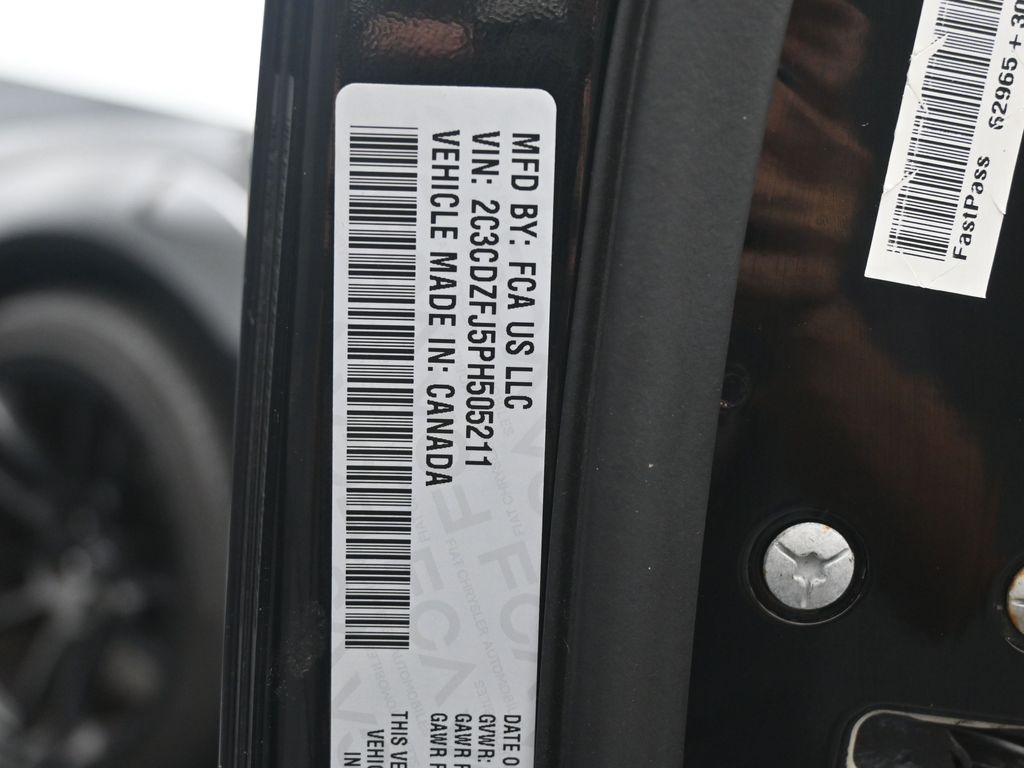 MFD BY: FCA US LLC
VIN: 2C3CDZFJ5PH505211
VEHICLE MADE IN: CANADA
DATE O
GVWR:
GAWR F
GAWR F
THIS VE
VEHIC
IN
FastPass 62965+30